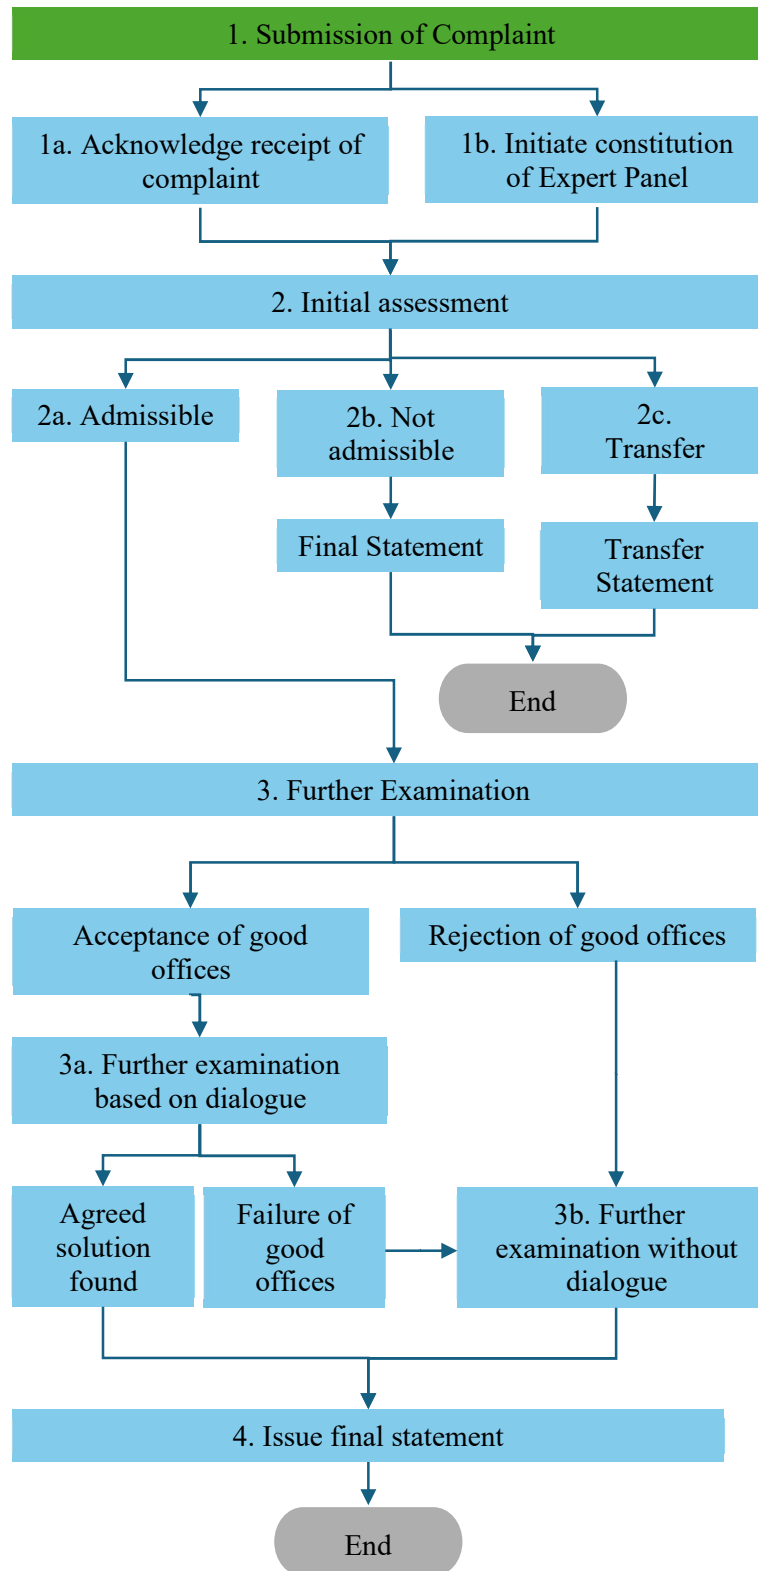 1. Submission of Complaint
1a. Acknowledge receipt of
complaint
1b. Initiate constitution
of Expert Panel
2. Initial assessment
2a. Admissible
2b. Not
admissible
2c.
Transfer
Final Statement
Transfer
Statement
End
3. Further Examination
Acceptance of good
offices
Rejection of good offices
3a. Further examination
based on dialogue
Agreed
solution
found
Failure of
good
offices
3b. Further
examination without
dialogue
4. Issue final statement
End